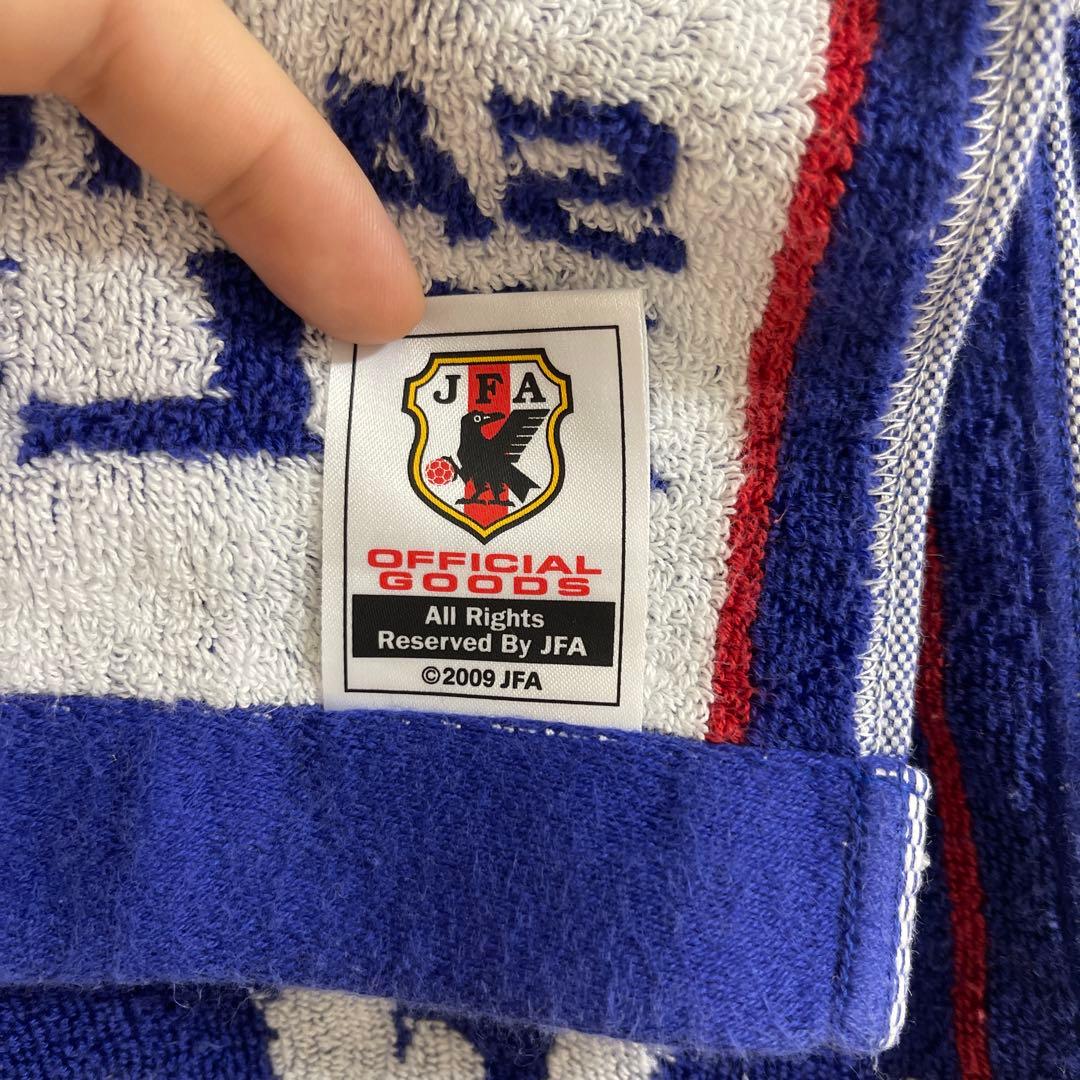 JFA
OFFICIAL
GOODS
All Rights
Reserved By JFA
©2009 JFA